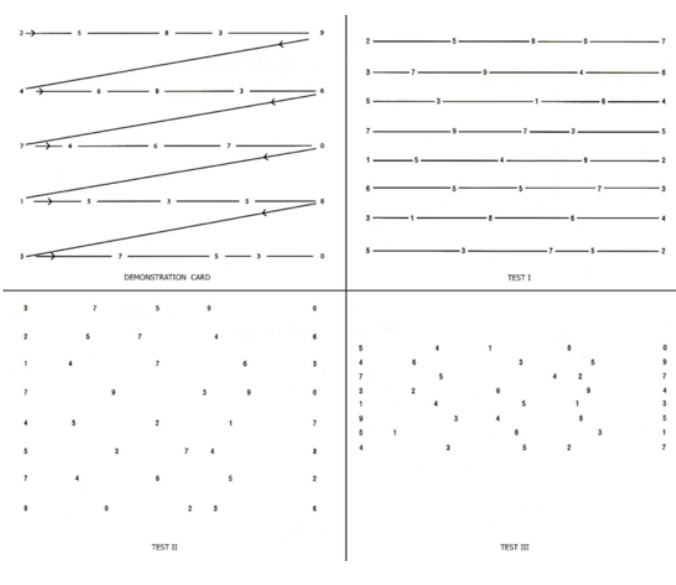 2 5 8 3 9
4 6 8 3 6
7 4 6 7 0
1 5 3 5 8
3 7 5 3 0
DEMONSTRATION CARD
2 5 8 0 7
3 7 9 4 6
5 3 1 8 4
7 9 7 2 5
1 5 4 9 2
6 5 5 7 3
3 1 8 6 4
5 3 7 5 2
TEST I
3 7 5 9 0
2 5 7 4 6
1 4 7 6 3
7 9 3 9 0
4 5 2 1 7
5 3 7 4 8
7 4 6 5 2
9 0 2 3 6
TEST II
5 4 1 8 0
4 6 3 5 9
7 5 4 2 7
3 2 6 9 4
1 4 5 1 3
9 3 4 8 5
5 1 6 3 1
4 3 5 2 7
TEST III